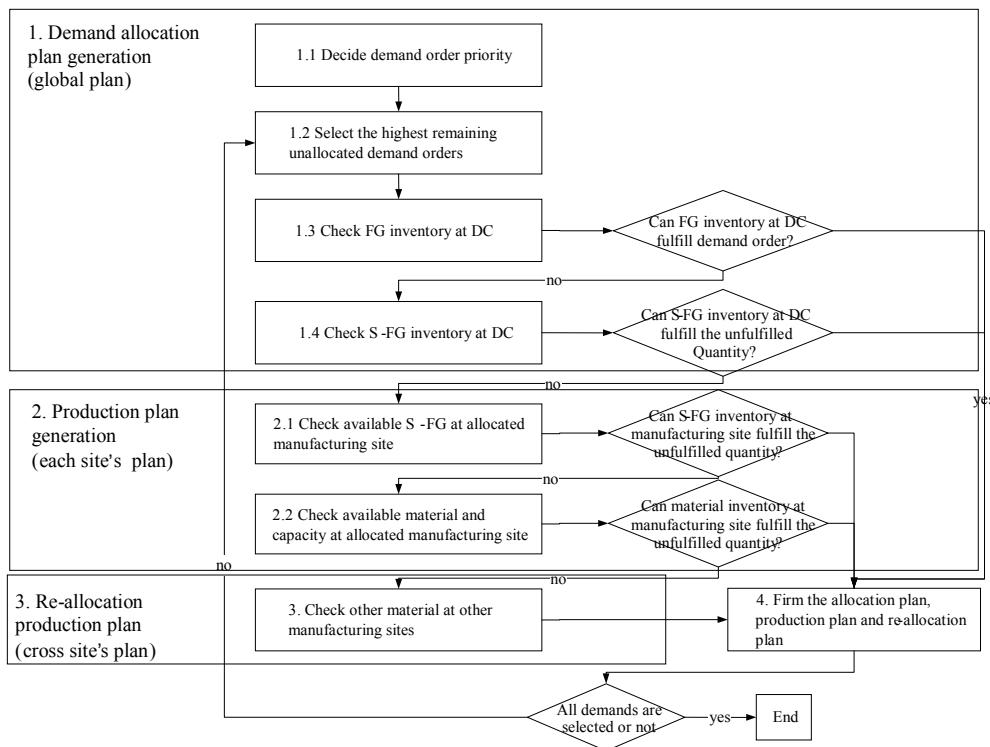 1. Demand allocation
plan generation
(global plan)
1.1 Decide demand order priority
1.2 Select the highest remaining
unallocated demand orders
1.3 Check FG inventory at DC
Can FG inventory at DC
fulfill demand order?
no
1.4 Check S -FG inventory at DC
Can S-FG inventory at DC
fulfill the unfulfilled
Quantity?
no
yes
2. Production plan
generation
(each site's plan)
2.1 Check available S -FG at allocated
manufacturing site
Can S-FG inventory at
manufacturing site fulfill the
unfulfilled quantity?
no
2.2 Check available material and
capacity at allocated manufacturing site
Can material inventory at
manufacturing site fulfill the
unfulfilled quantity?
no
no
3. Re-allocation
production plan
(cross site's plan)
3. Check other material at other
manufacturing sites
4. Firm the allocation plan,
production plan and re-allocation
plan
All demands are
selected or not
yes
End